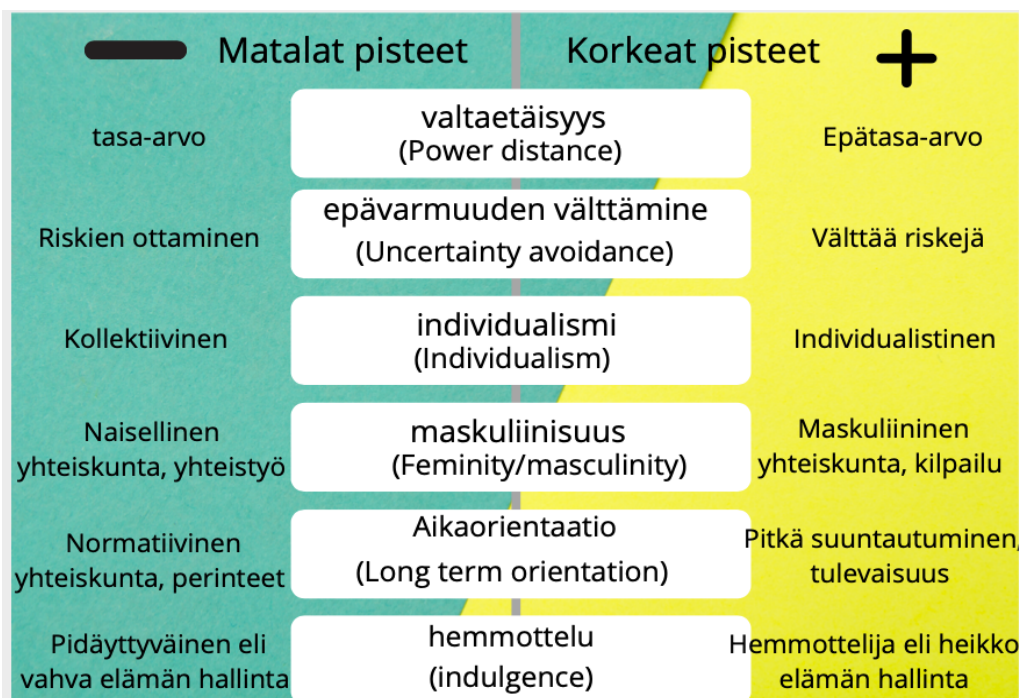 Matalat pisteet
Korkeat pisteet
tasa-arvo
valtaetäisyys
(Power distance)
Epätasa-arvo
Riskien ottaminen
epävarmuuden välttämine
(Uncertainty avoidance)
Välttää riskejä
Kollektiivinen
individualismi
(Individualism)
Individualistinen
Naisellinen
yhteiskunta, yhteistyö
maskuliinisuus
(Feminity/masculinity)
Maskuliininen
yhteiskunta, kilpailu
Normatiivinen
yhteiskunta, perinteet
Aikaorientaatio
(Long term orientation)
Pitkä suuntautuminen,
tulevaisuus
Pidäyttyväinen eli
vahva elämän hallinta
hemmottelu
(indulgence)
Hemmottelija eli heikko
elämän hallinta